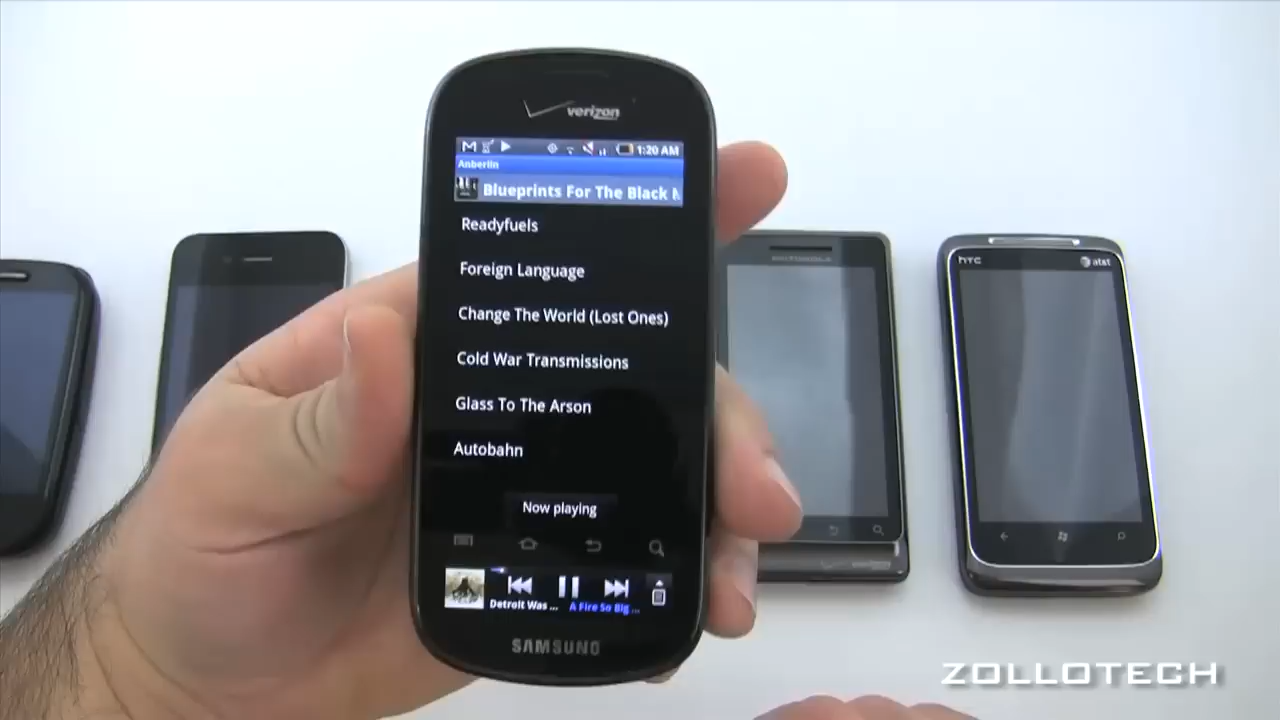 verizon
1:20 AM
Anberlin
Blueprints For The Black
Readyfuels
Foreign Language
Change The World (Lost Ones)
Cold War Transmissions
Glass To The Arson
Autobahn
Now playing
Detroit Was ...
A Fire So Big ...
SAMSUNG
MOTOROLA
verizon
hTC
at&t
ZOLLOTECH